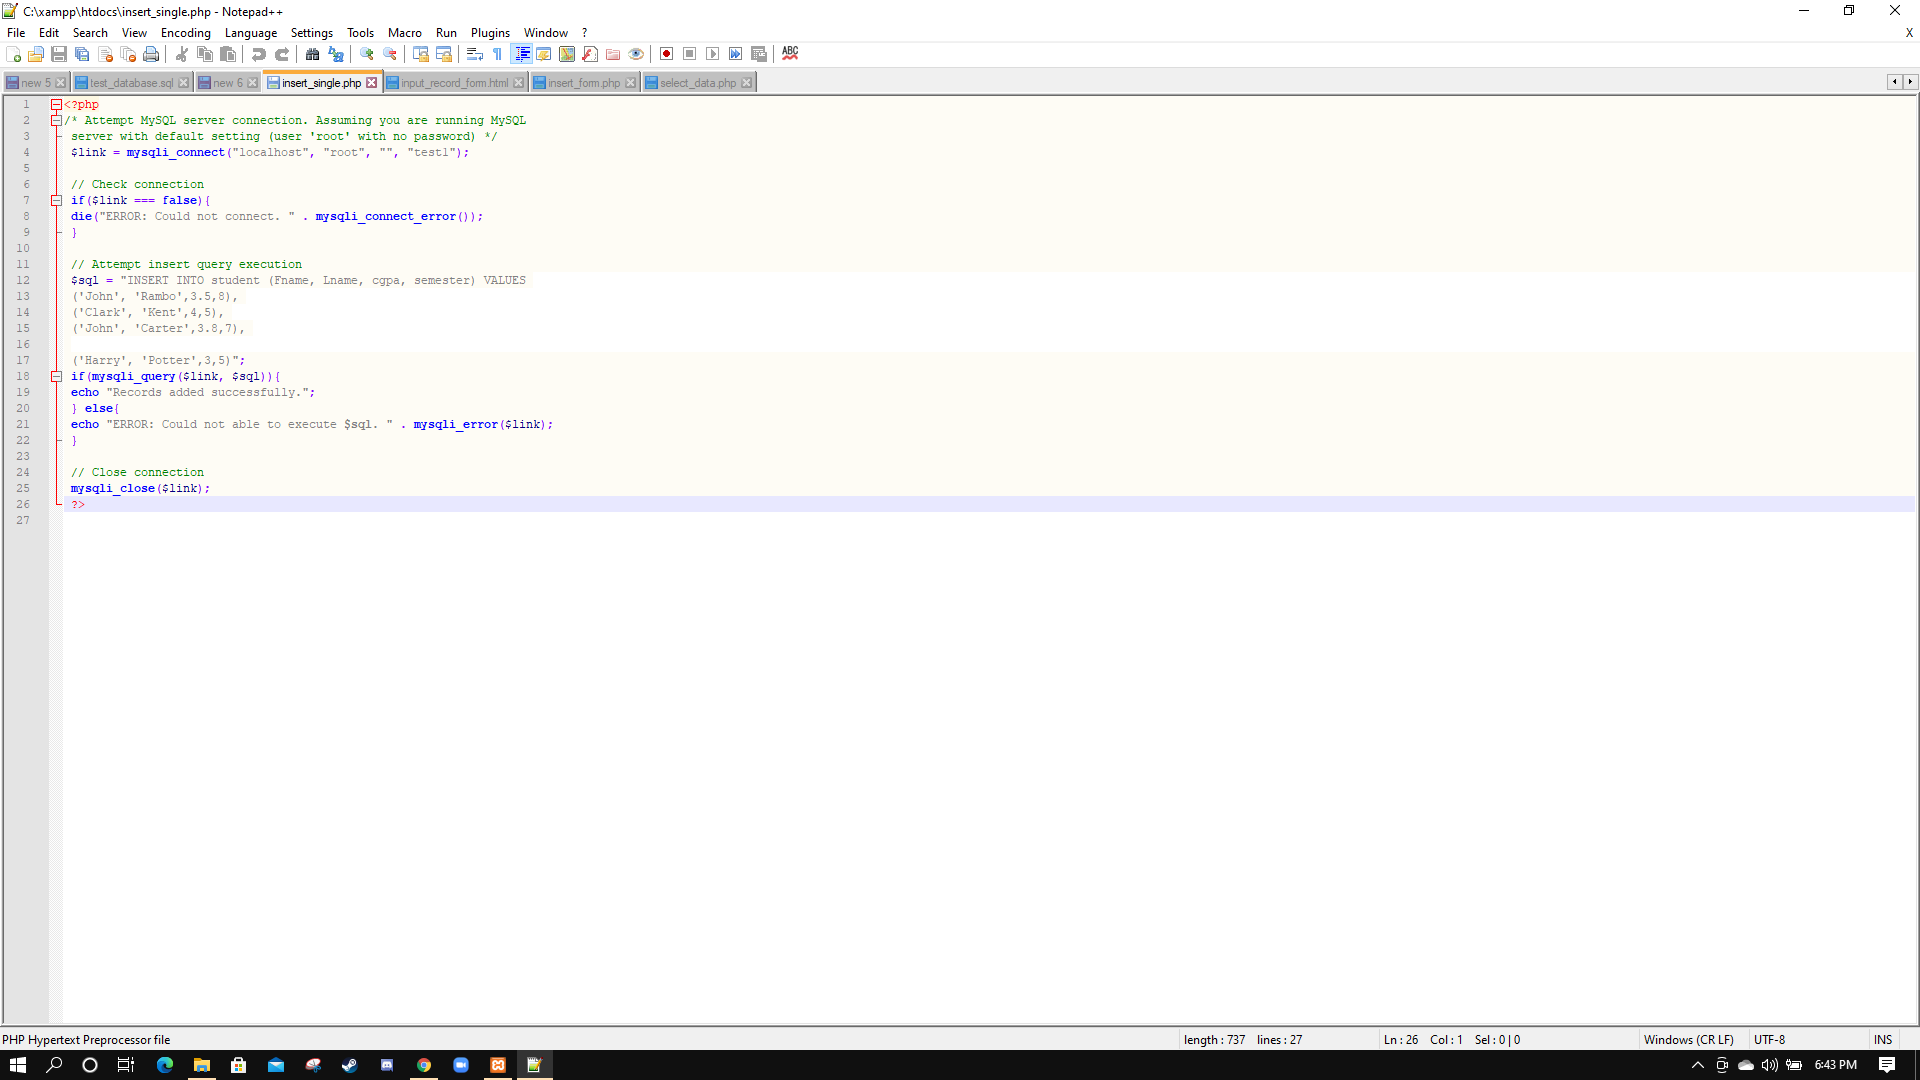 C:\xampp\htdocs\insert_single.php - Notepad++
File Edit Search View Encoding Language Settings Tools Macro Run Plugins Window ? X
ABC
new 5 test_database.sql new 6 insert_single.php input_record_form.html insert_form.php select_data.php
1 <?php
2 /* Attempt MySQL server connection. Assuming you are running MySQL
3 server with default setting (user 'root' with no password) */
4 $link = mysqli_connect("localhost", "root", "", "test1");
5
6 // Check connection
7 if($link === false){
8 die("ERROR: Could not connect. " . mysqli_connect_error());
9 }
10
11 // Attempt insert query execution
12 $sql = "INSERT INTO student (Fname, Lname, cgpa, semester) VALUES
13 ('John', 'Rambo',3.5,8),
14 ('Clark', 'Kent',4,5),
15 ('John', 'Carter',3.8,7),
16
17 ('Harry', 'Potter',3,5)";
18 if(mysqli_query($link, $sql)){
19 echo "Records added successfully.";
20 } else{
21 echo "ERROR: Could not able to execute $sql. " . mysqli_error($link);
22 }
23
24 // Close connection
25 mysqli_close($link);
26 ?>
27
PHP Hypertext Preprocessor file length : 737 lines : 27 Ln : 26 Col : 1 Sel : 0 | 0 Windows (CR LF) UTF-8 INS
6:43 PM